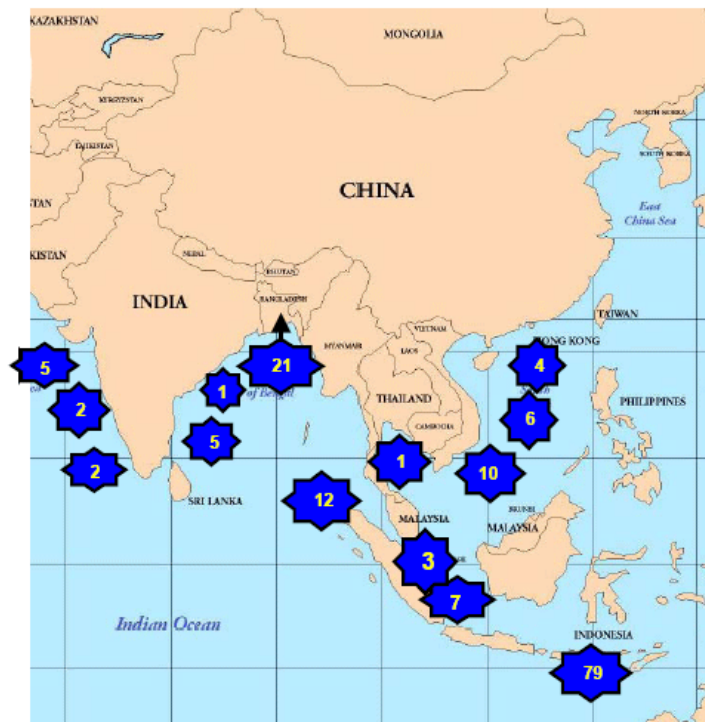 KAZAKHSTAN
MONGOLIA
KYRGYZSTAN
NORTH KOREA
TAJIKISTAN
SOUTH KOREA
CHINA
TAN
East
China Sea
KISTAN
NEPAL
BHUTAN
INDIA
BANGLADESH
TAIWAN
VIETNAM
HONG KONG
MYANMAR
LAOS
5
21
4
1
of Bengal
THAILAND
South
PHILIPPINES
2
6
CAMBODIA
5
1
2
10
SRI LANKA
12
BRUNEI
MALAYSIA
MALAYSIA
3
7
Indian Ocean
INDONESIA
79